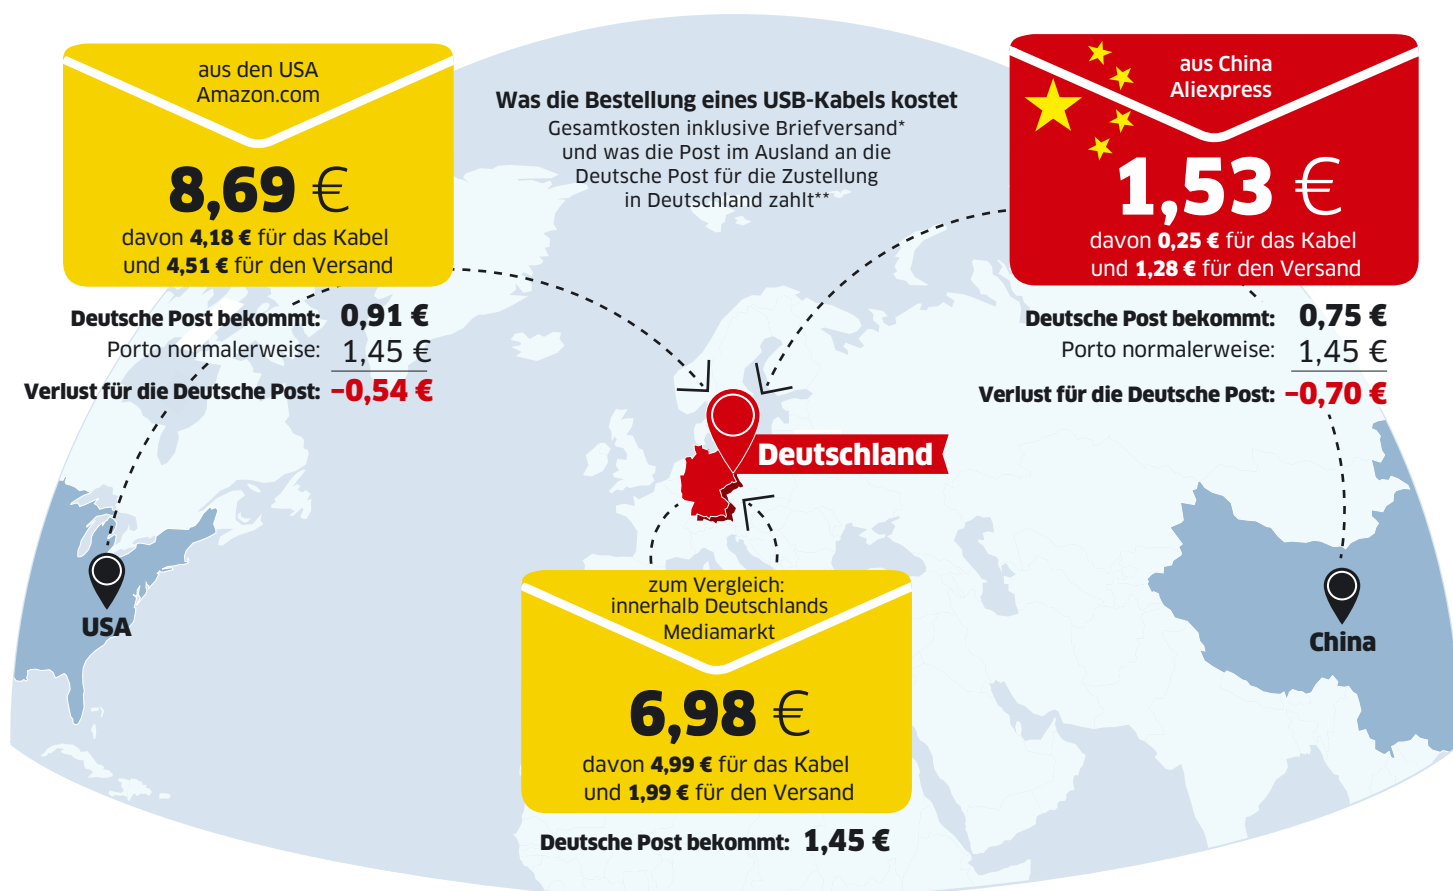 Was die Bestellung eines USB-Kabels kostet
Gesamtkosten inklusive Briefversand*
und was die Post im Ausland an die
Deutsche Post für die Zustellung
in Deutschland zahlt**
aus den USA
Amazon.com
8,69 €
davon 4,18 € für das Kabel
und 4,51 € für den Versand
Deutsche Post bekommt: 0,91 €
Porto normalerweise: 1,45 €
Verlust für die Deutsche Post: –0,54 €
aus China
Aliexpress
1,53 €
davon 0,25 € für das Kabel
und 1,28 € für den Versand
Deutsche Post bekommt: 0,75 €
Porto normalerweise: 1,45 €
Verlust für die Deutsche Post: –0,70 €
Deutschland
USA
China
zum Vergleich:
innerhalb Deutschlands
Mediamarkt
6,98 €
davon 4,99 € für das Kabel
und 1,99 € für den Versand
Deutsche Post bekommt: 1,45 €